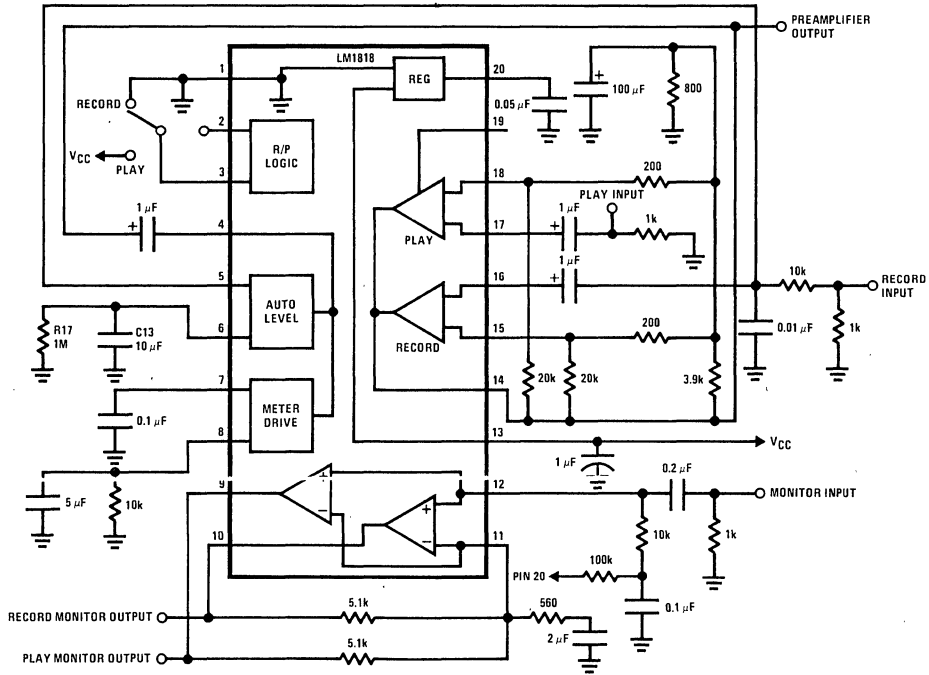 PREAMPLIFIER
OUTPUT
LM1818
1
REG
20
+
100 µF
800
0.05 µF
RECORD
2
19
R/P
LOGIC
VCC
PLAY
3
18
200
PLAY INPUT
1 µF
+
4
PLAY
17
1 µF
+
1k
1 µF
5
16
+
10k
RECORD
INPUT
AUTO
LEVEL
R17
1M
C13
10 µF
6
RECORD
15
200
0.01 µF
1k
7
14
20k
20k
3.9k
METER
DRIVE
0.1 µF
8
13
VCC
1 µF
0.2 µF
5 µF
10k
9
+
−
12
MONITOR INPUT
10
+
−
11
10k
1k
100k
PIN 20
0.1 µF
RECORD MONITOR OUTPUT
5.1k
560
2 µF
PLAY MONITOR OUTPUT
5.1k